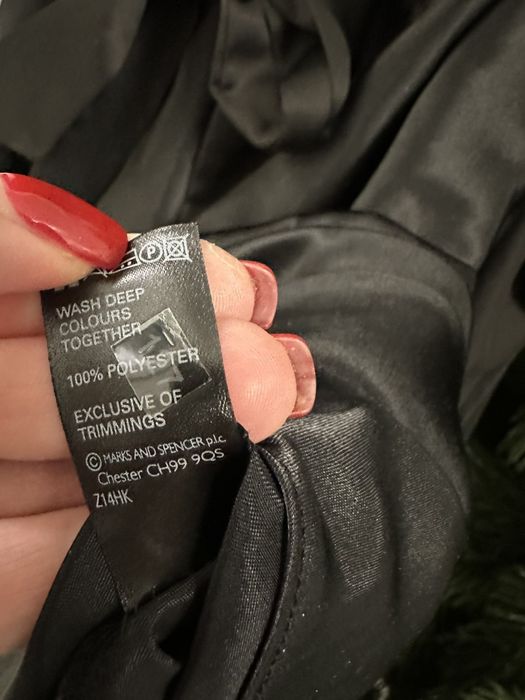 P
WASH DEEP
COLOURS
TOGETHER
100% POLYESTER
EXCLUSIVE OF
TRIMMINGS
© MARKS AND SPENCER p.l.c.
Chester CH99 9QS
Z14HK